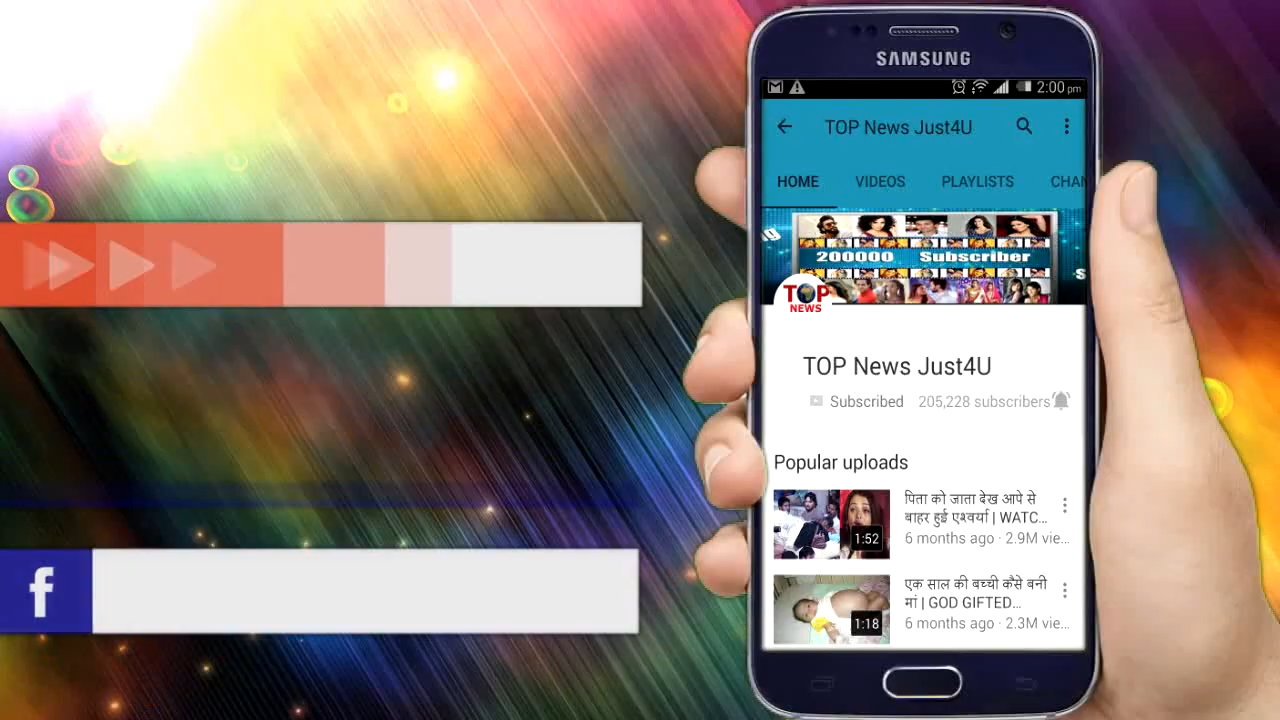 SAMSUNG
2:00 pm
TOP News Just4U
HOME VIDEOS PLAYLISTS CHAN
200000 Subscriber
TOP
NEWS
TOP News Just4U
Subscribed 205,228 subscribers
Popular uploads
पिता को जाता देख आपे से
बाहर हुई एश्वर्या | WATC...
1:52
6 months ago · 2.9M vie...
एक साल की बच्ची कैसे बनी
मां | GOD GIFTED...
1:18
6 months ago · 2.3M vie...
f